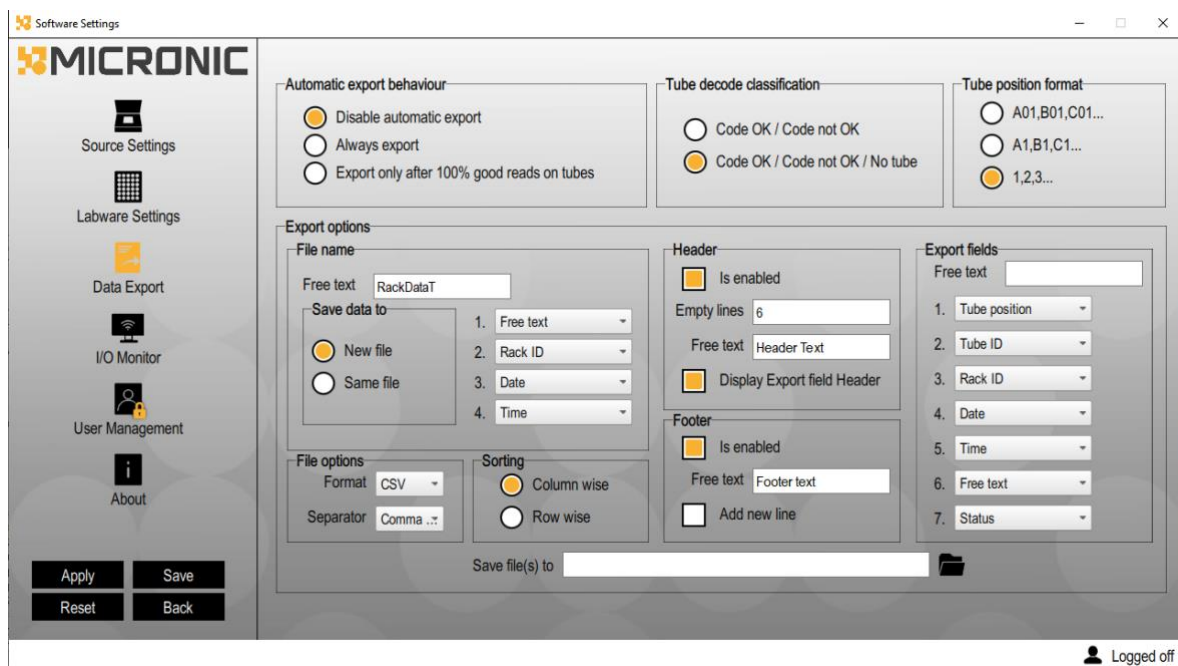 Software Settings
MICRONIC
Source Settings
Labware Settings
Data Export
I/O Monitor
User Management
About
Apply
Save
Reset
Back
Automatic export behaviour
Disable automatic export
Always export
Export only after 100% good reads on tubes
Tube decode classification
Code OK / Code not OK
Code OK / Code not OK / No tube
Tube position format
A01,B01,C01...
A1,B1,C1...
1,2,3...
Export options
File name
Free text RackDataT
Save data to
New file
Same file
1. Free text
2. Rack ID
3. Date
4. Time
File options
Format CSV
Separator Comma ..
Sorting
Column wise
Row wise
Header
Is enabled
Empty lines 6
Free text Header Text
Display Export field Header
Footer
Is enabled
Free text Footer text
Add new line
Export fields
Free text
1. Tube position
2. Tube ID
3. Rack ID
4. Date
5. Time
6. Free text
7. Status
Save file(s) to
Logged off